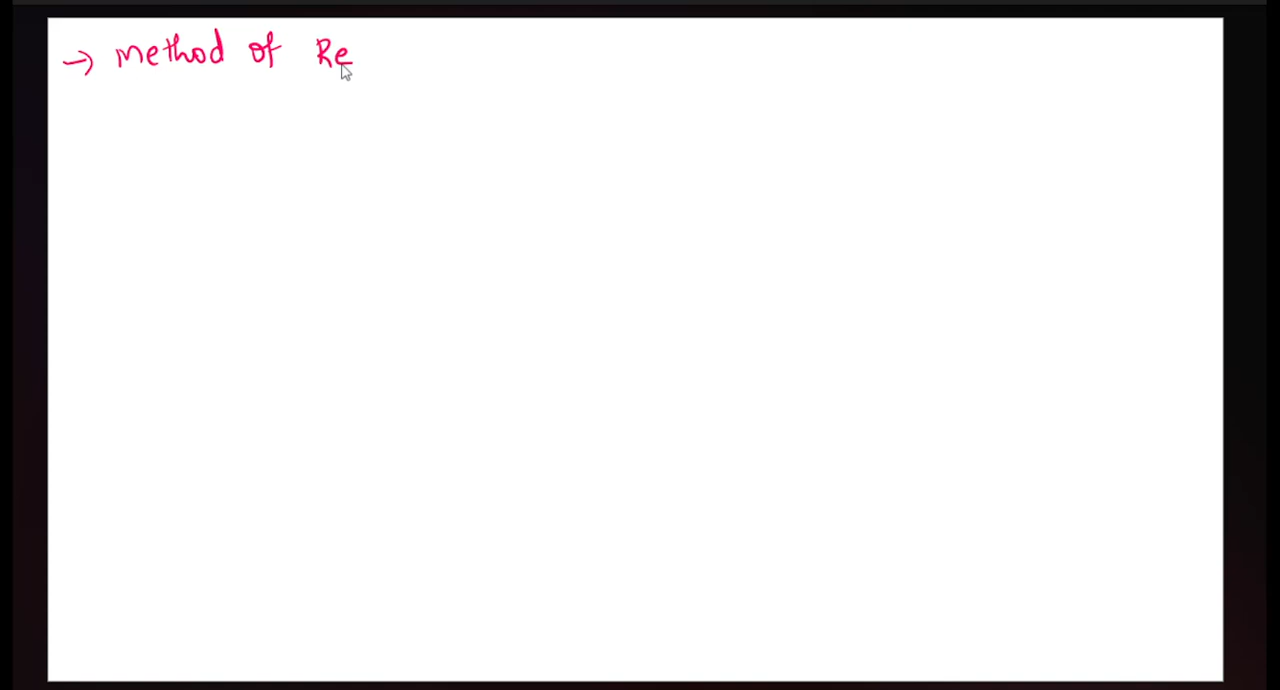 → method of Re